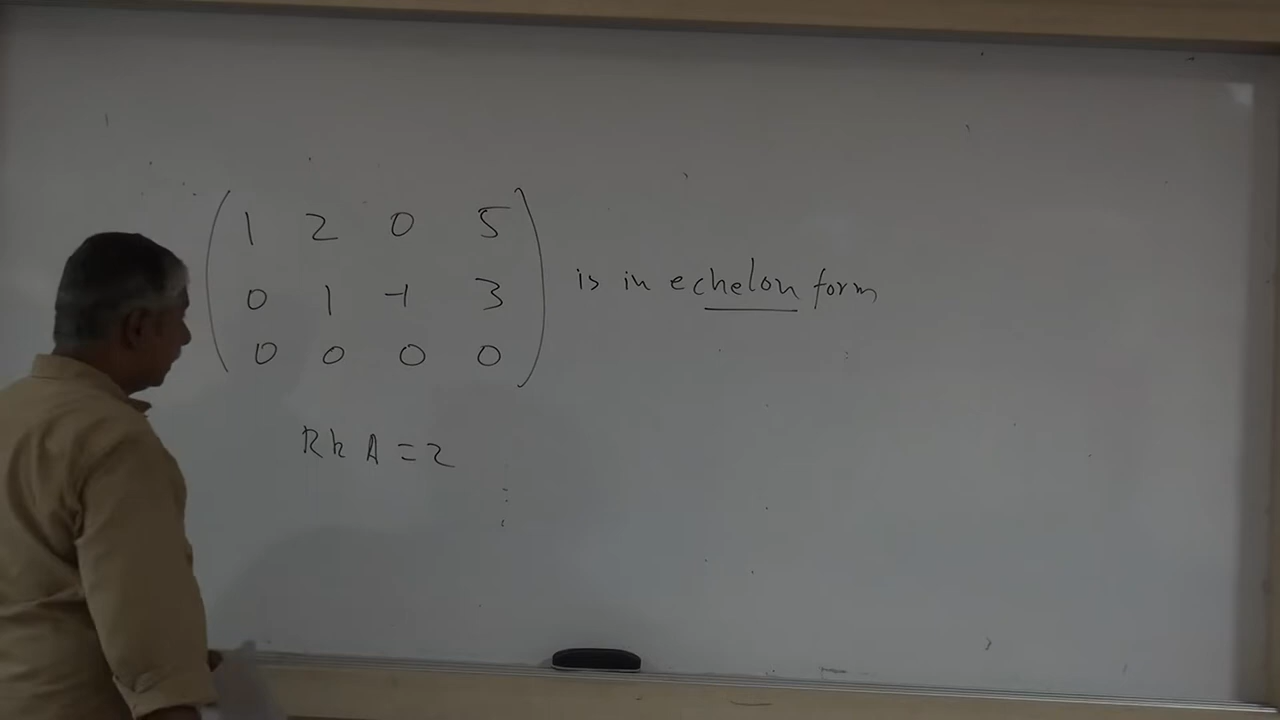 1 2 0 5
0 1 -1 3 is in echelon form
0 0 0 0
Rk A = 2